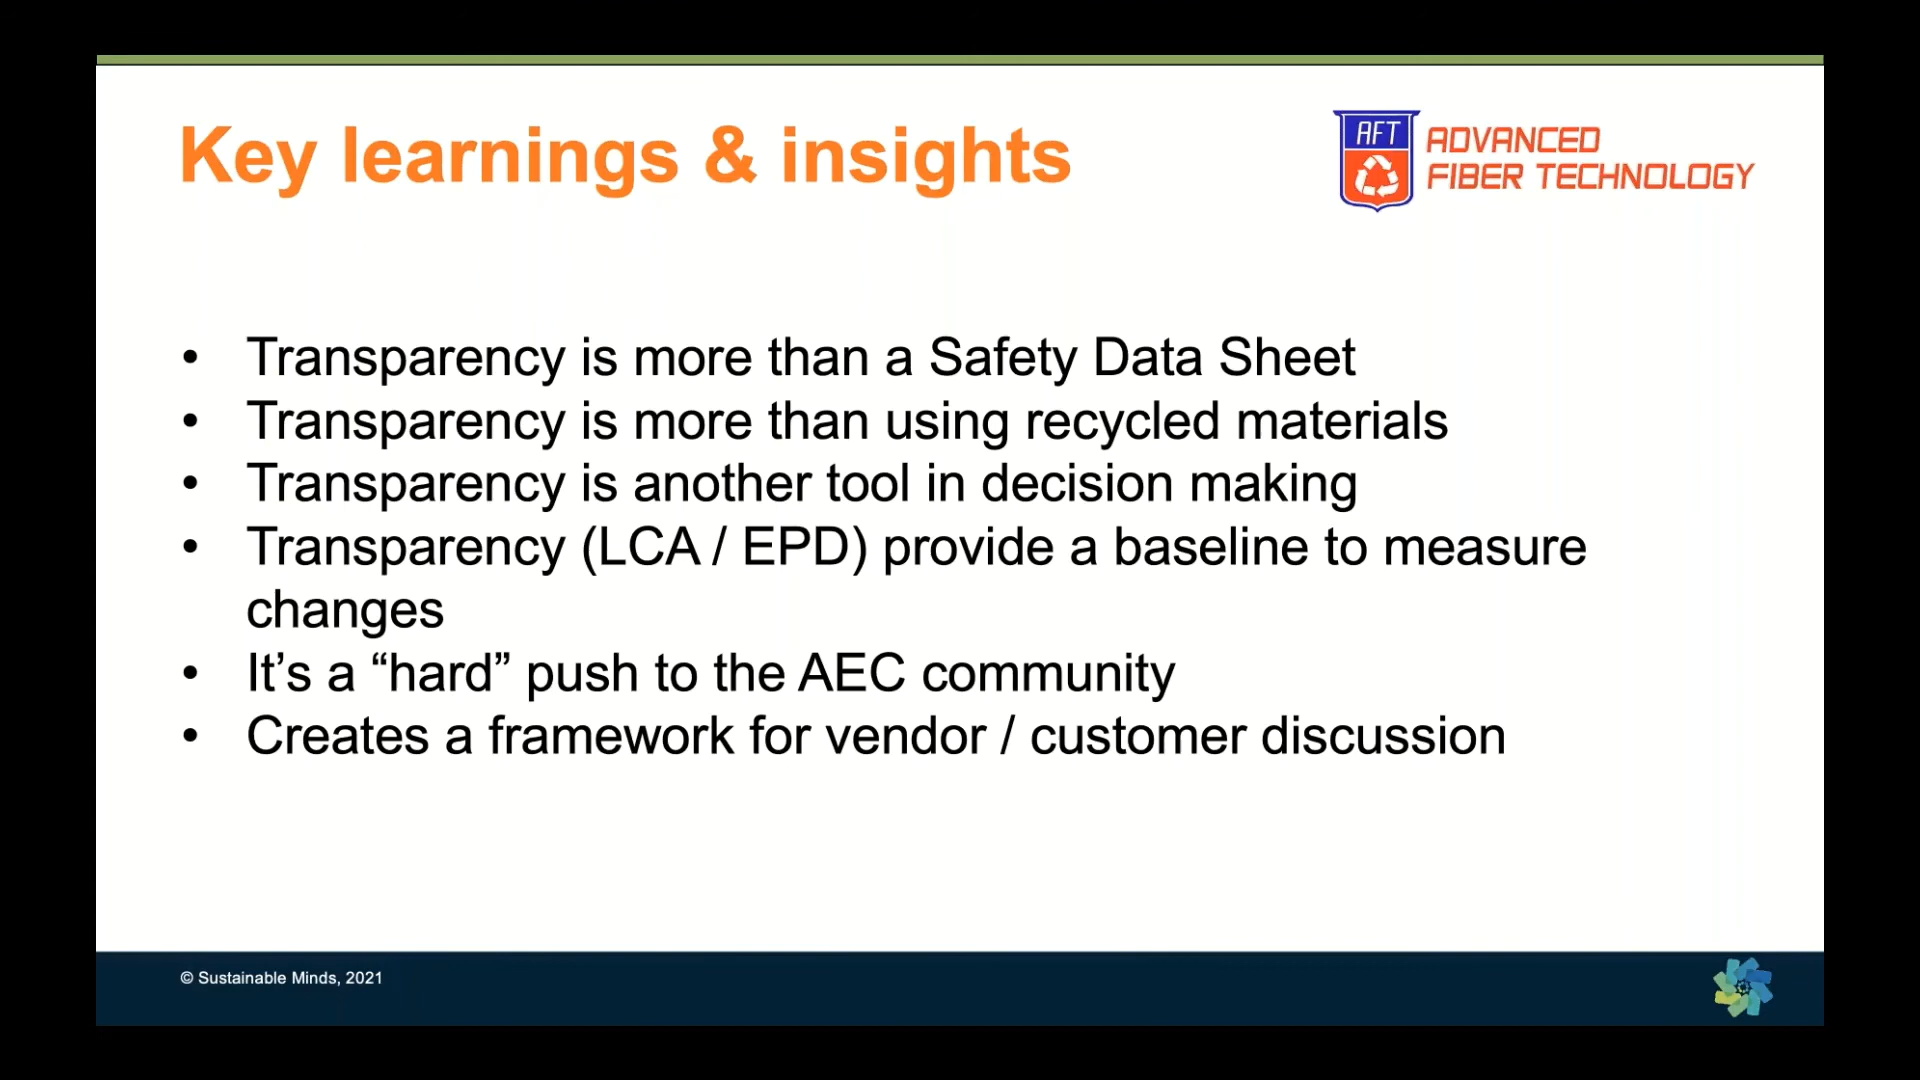 Key learnings & insights
AFT
ADVANCED
FIBER TECHNOLOGY
• Transparency is more than a Safety Data Sheet
• Transparency is more than using recycled materials
• Transparency is another tool in decision making
• Transparency (LCA / EPD) provide a baseline to measure
changes
• It’s a “hard” push to the AEC community
• Creates a framework for vendor / customer discussion
© Sustainable Minds, 2021